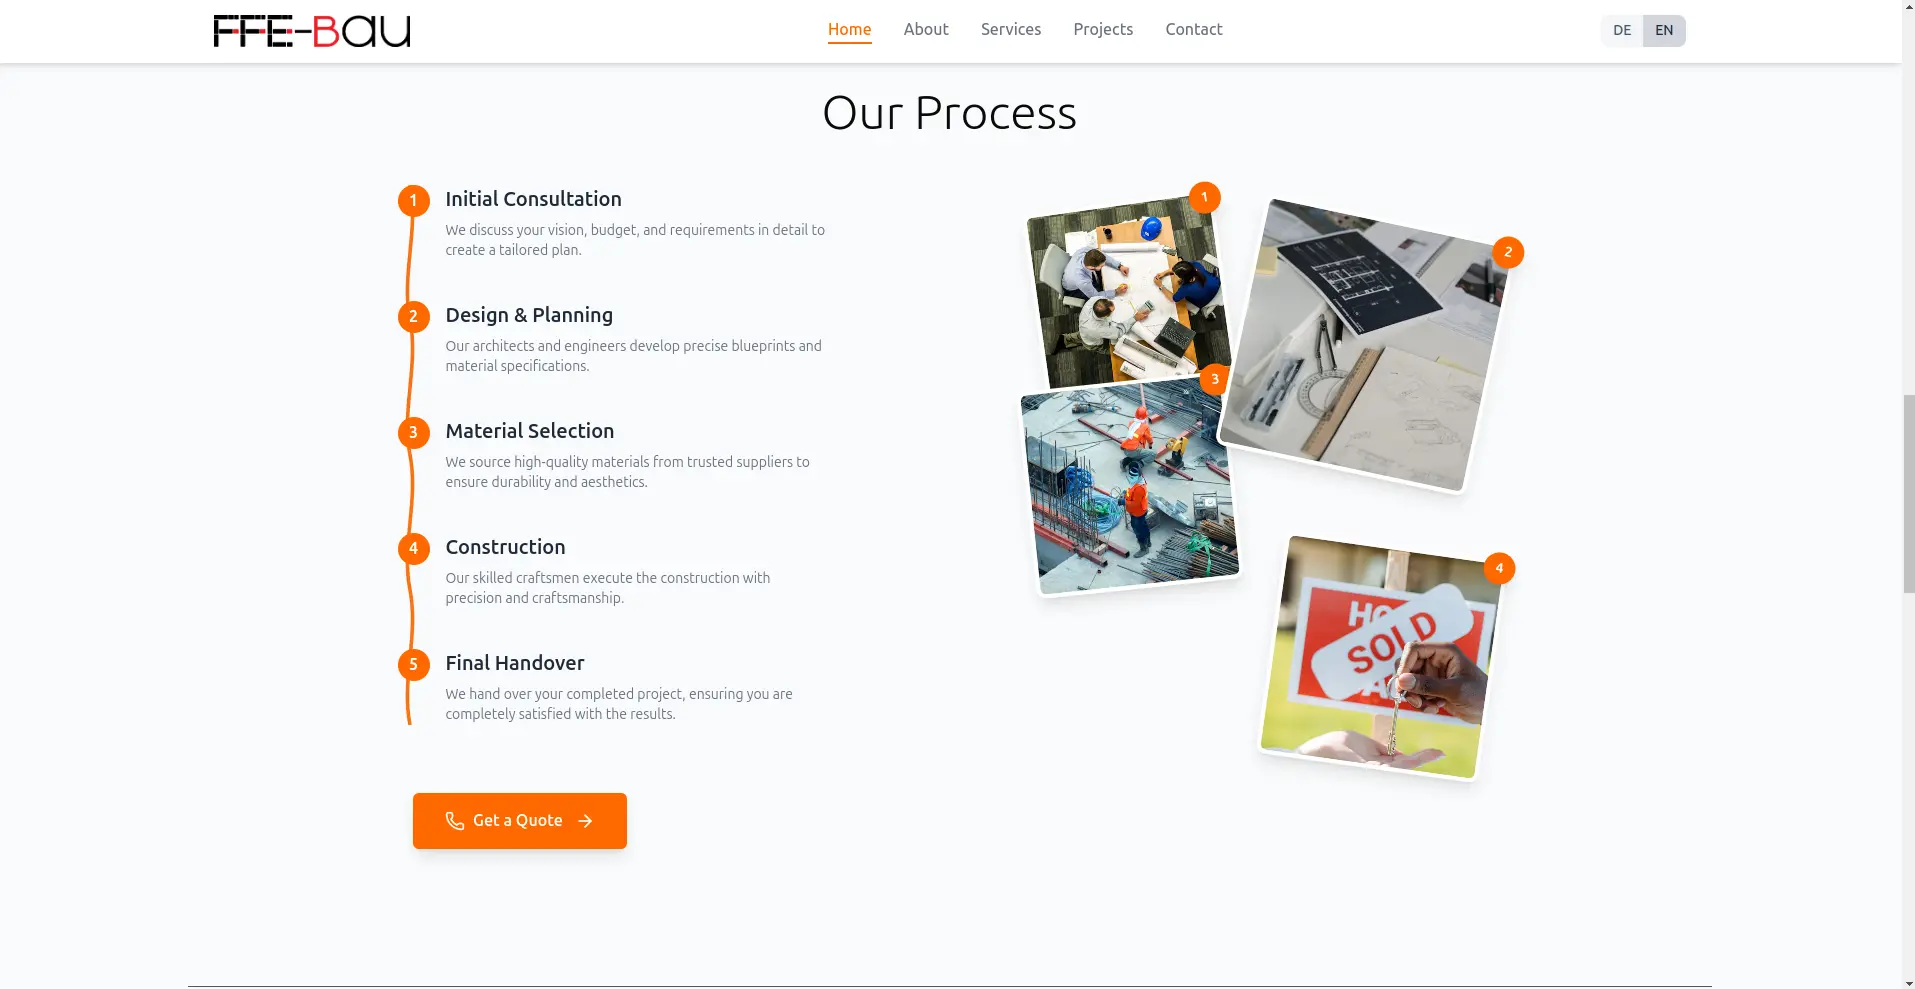 FFE-BAU
Home
About
Services
Projects
Contact
DE
EN
Our Process
1
Initial Consultation
We discuss your vision, budget, and requirements in detail to
create a tailored plan.
2
Design & Planning
Our architects and engineers develop precise blueprints and
material specifications.
3
Material Selection
We source high-quality materials from trusted suppliers to
ensure durability and aesthetics.
4
Construction
Our skilled craftsmen execute the construction with
precision and craftsmanship.
5
Final Handover
We hand over your completed project, ensuring you are
completely satisfied with the results.
Get a Quote
1
2
3
4
SOLD